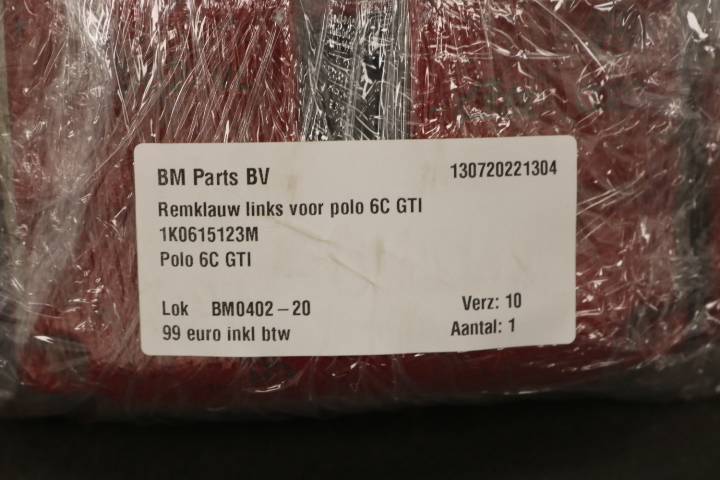 BM Parts BV 130720221304
Remklauw links voor polo 6C GTI
1K0615123M
Polo 6C GTI
Lok BM0402-20 Verz: 10
99 euro inkl btw Aantal: 1